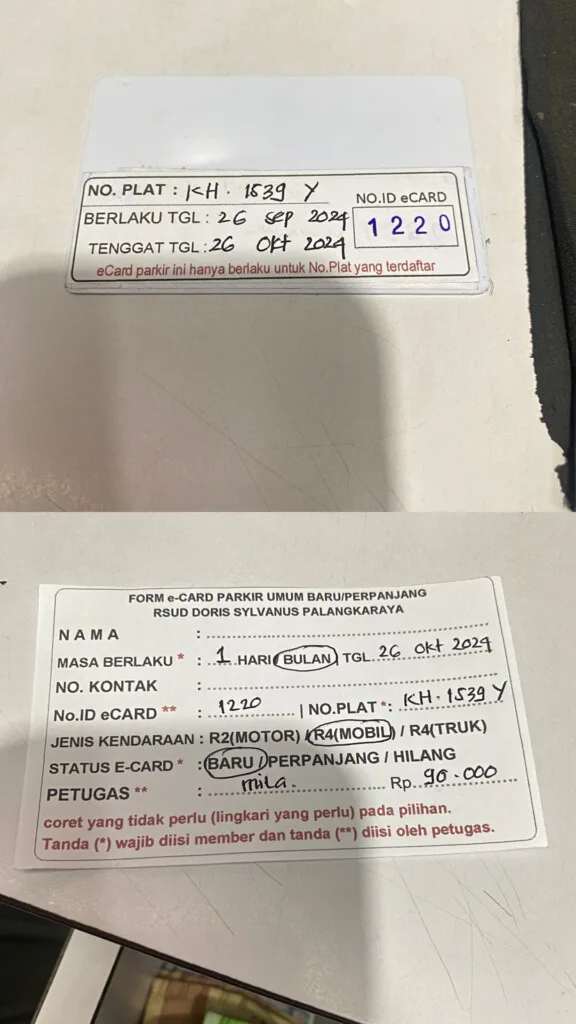 NO. PLAT : KH. 1539 Y
NO.ID eCARD
BERLAKU TGL : 26 sep 2024
1220
TENGGAT TGL : 26 Okt 2024
eCard parkir ini hanya berlaku untuk No.Plat yang terdaftar
FORM e-CARD PARKIR UMUM BARU/PERPANJANG
RSUD DORIS SYLVANUS PALANGKARAYA
NAMA :
MASA BERLAKU * : 1 HARI/BULAN/TGL. 26 Okt 2024
NO. KONTAK :
No.ID eCARD ** : 1220 | NO.PLAT *: KH. 1539 Y
JENIS KENDARAAN : R2(MOTOR) / R4(MOBIL) / R4(TRUK)
STATUS E-CARD * : BARU / PERPANJANG / HILANG
PETUGAS ** : mila. Rp. 90.000
coret yang tidak perlu (lingkari yang perlu) pada pilihan.
Tanda (*) wajib diisi member dan tanda (**) diisi oleh petugas.